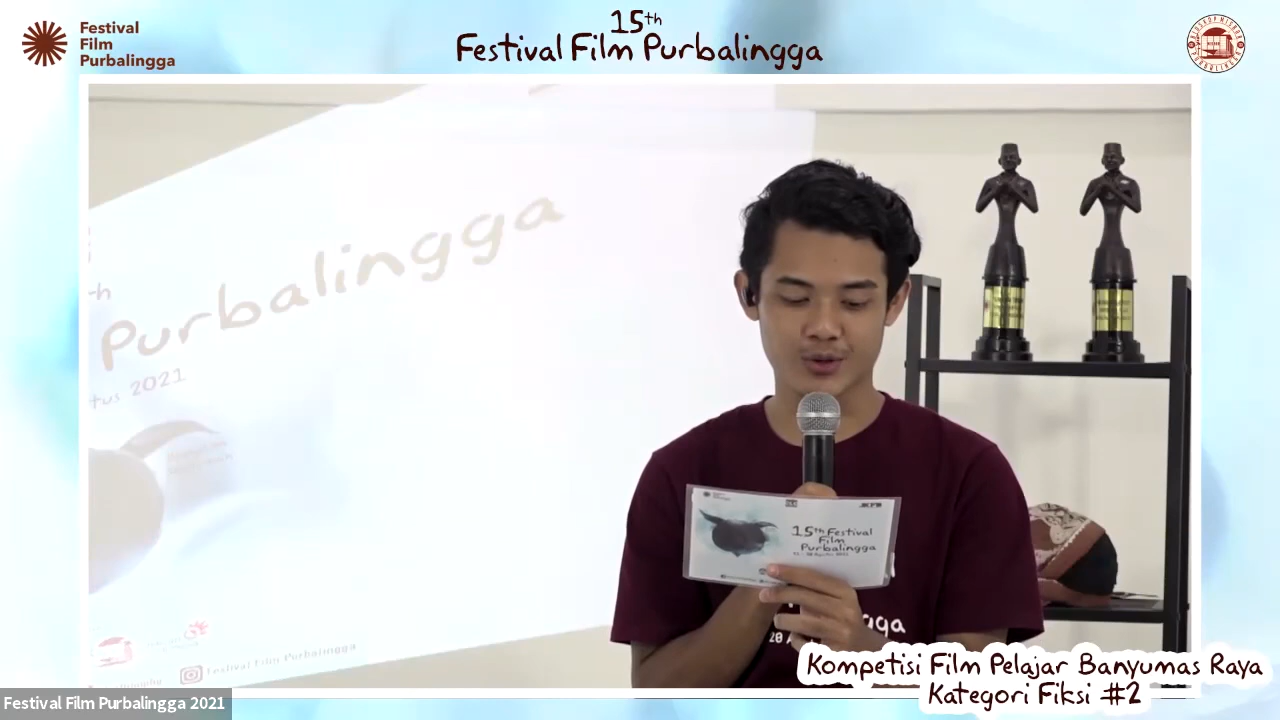 Festival
Film
Purbalingga
15th
Festival Film Purbalingga
Purbalingga
2021
Festival Film Purbalingga
15th Festival
Film
Purbalingga
Kompetisi Film Pelajar Banyumas Raya
Kategori Fiksi #2
Festival Film Purbalingga 2021